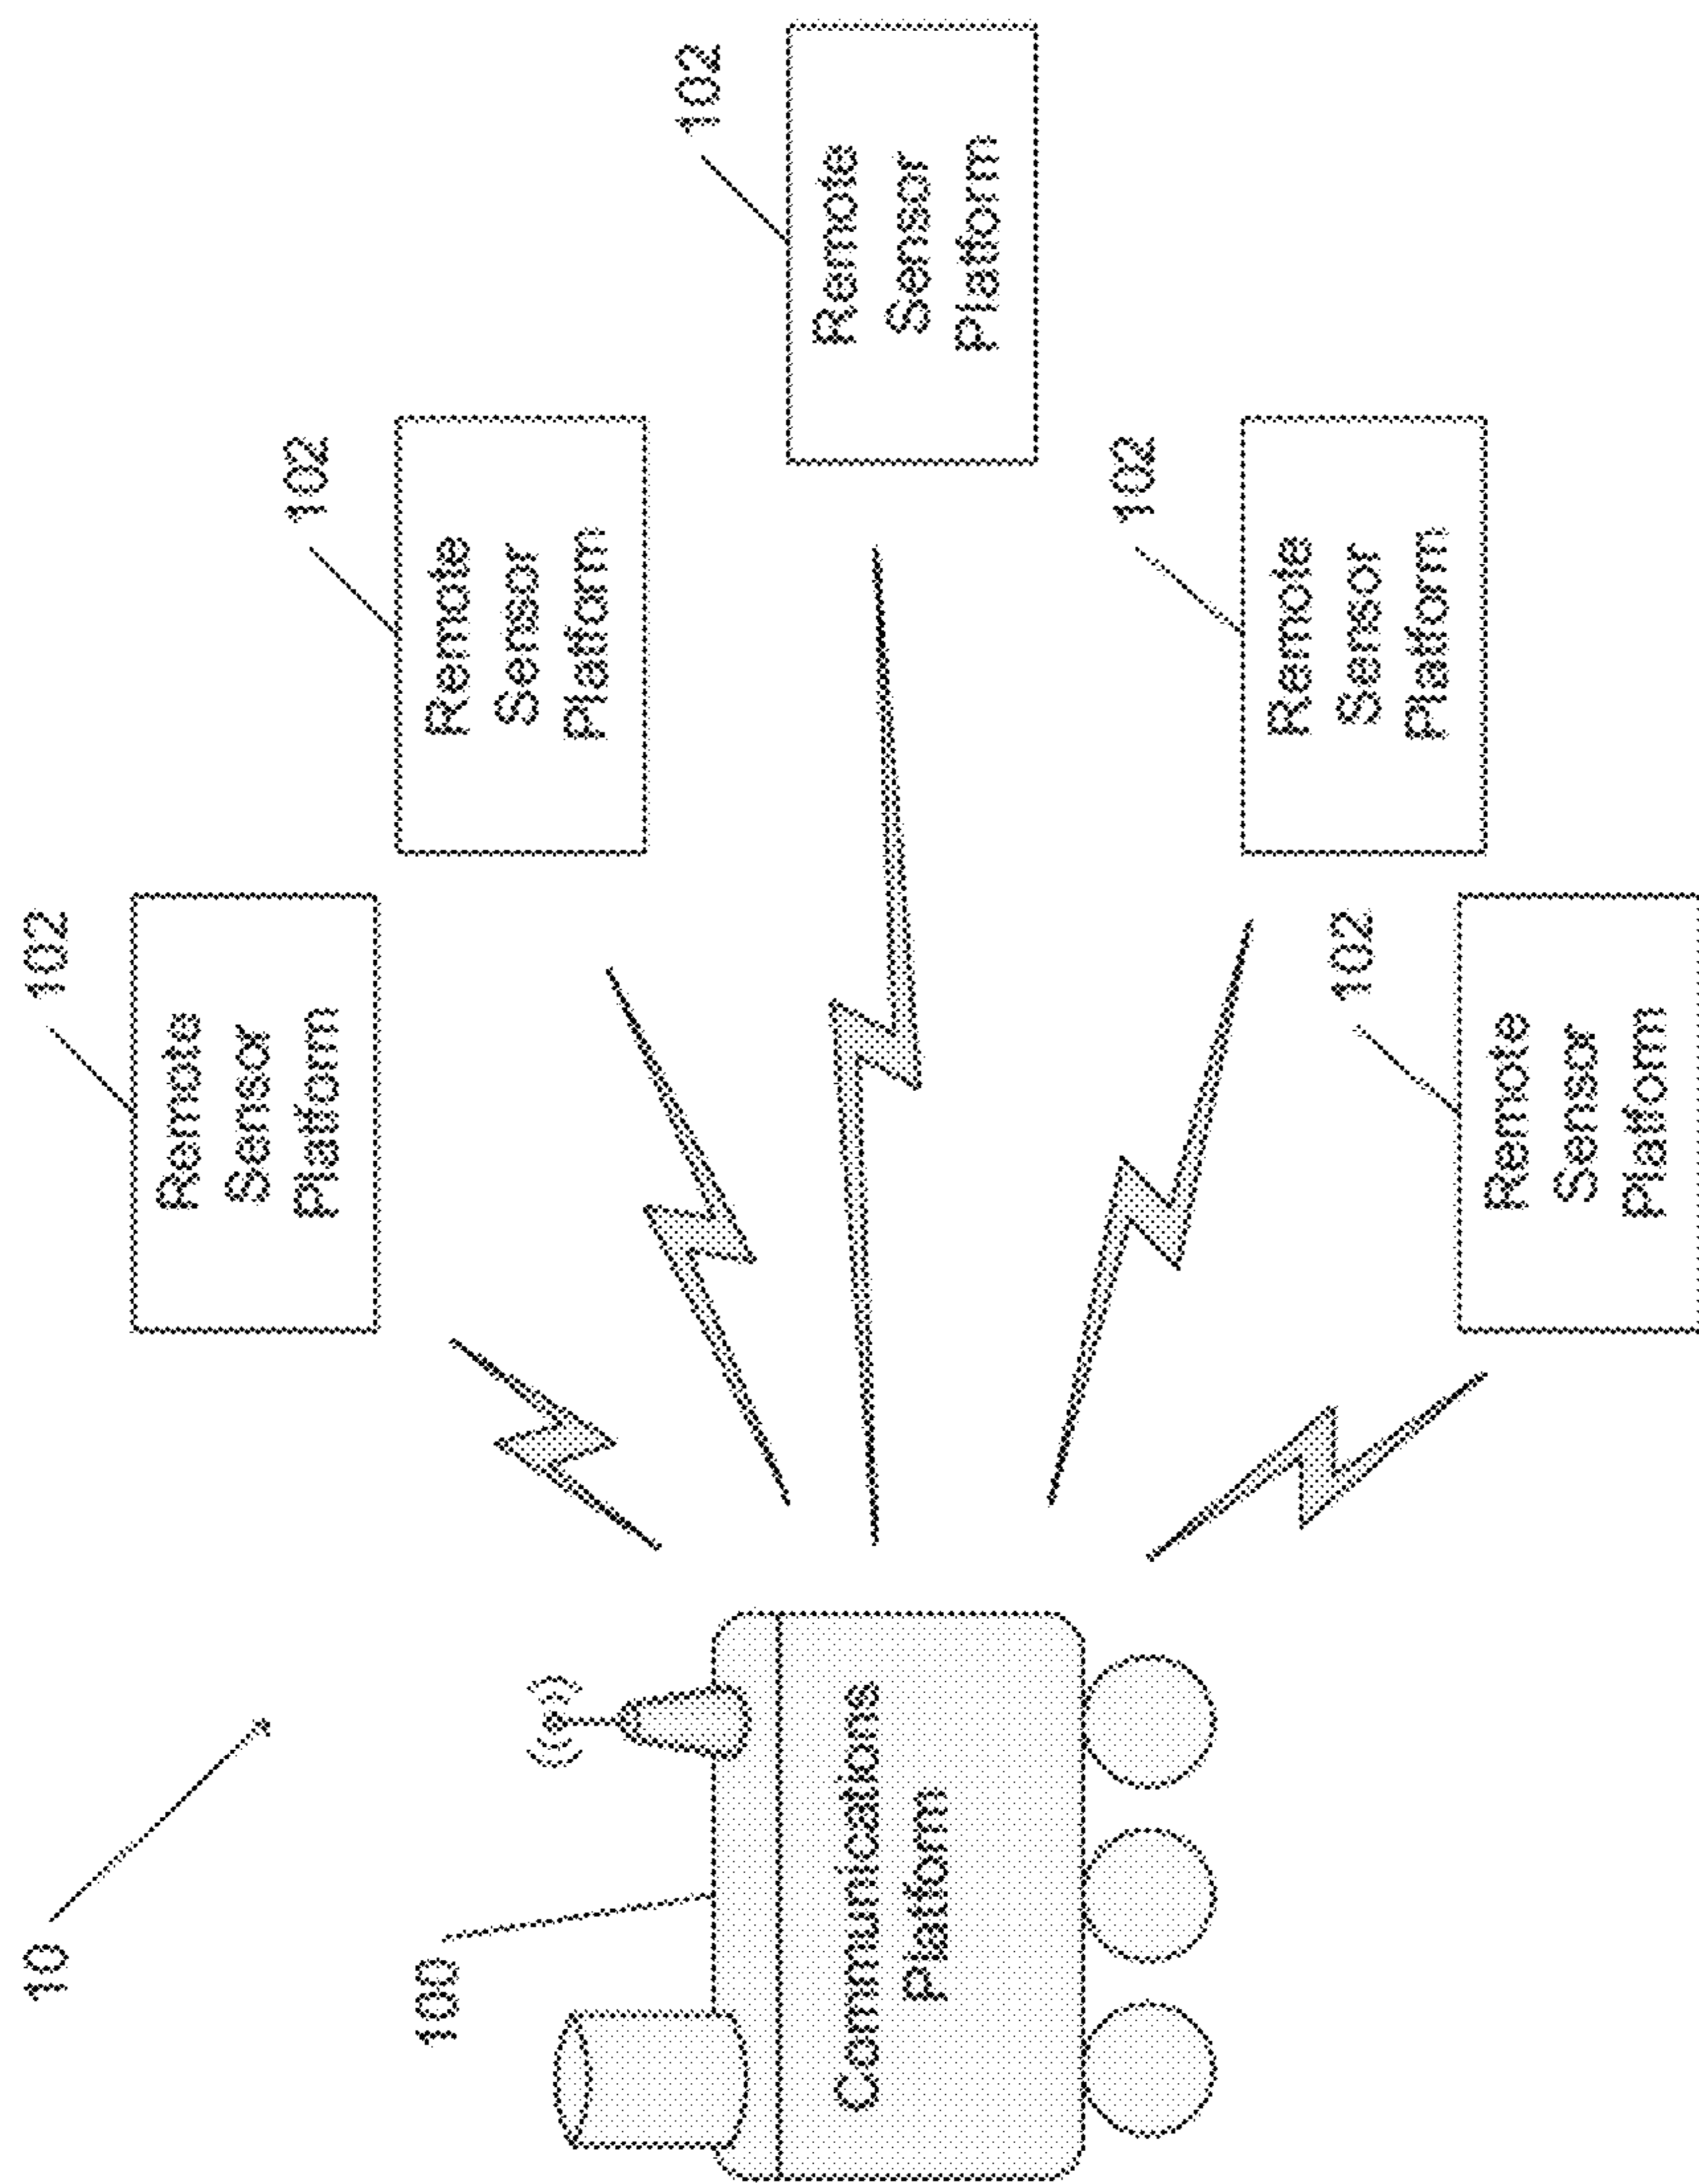 10
100
Communications
Platform
102
Remote
Sensor
Platform
102
Remote
Sensor
Platform
102
Remote
Sensor
Platform
102
Remote
Sensor
Platform
102
Remote
Sensor
Platform